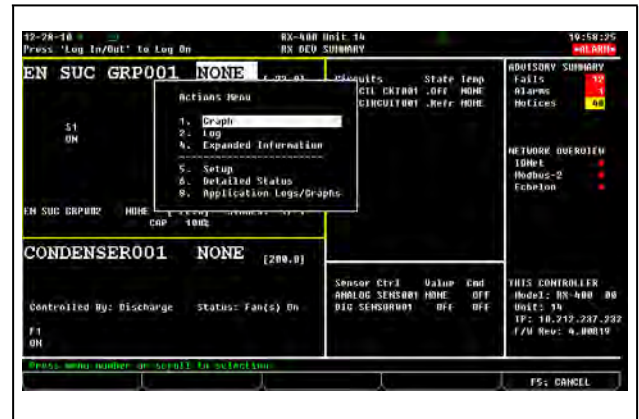 12-28-10 RX-400 Unit 14 19:58:25
Press 'Log In/Out' to Log On RX DEV SUMMARY *ALARM*
EN SUC GRP001 NONE
Actions Menu
1. Graph
2. Log
4. Expanded Information
5. Setup
6. Detailed Status
8. Application Logs/Graphs
S1
ON
EN SUC GRP002 NONE
CAP 100%
CONDENSER001 NONE [200.0]
Controlled By: Discharge Status: Fan(s) On
F1
ON
Circuits State Temp
CTL CKT001 .Off NONE
CIRCUIT001 .Refr NONE
Sensor Ctrl Value Cmd
ANALOG SENS001 NONE OFF
DIG SENSOR001 OFF OFF
ADVISORY SUMMARY
Fails 12
Alarms 1
Notices 40
NETWORK OVERVIEW
IONet
Modbus-2
Echelon
THIS CONTROLLER
Model: RX-400 00
Unit: 14
IP: 10.212.237.232
F/W Rev: 4.00B19
Press menu number or scroll to selection
F5: CANCEL